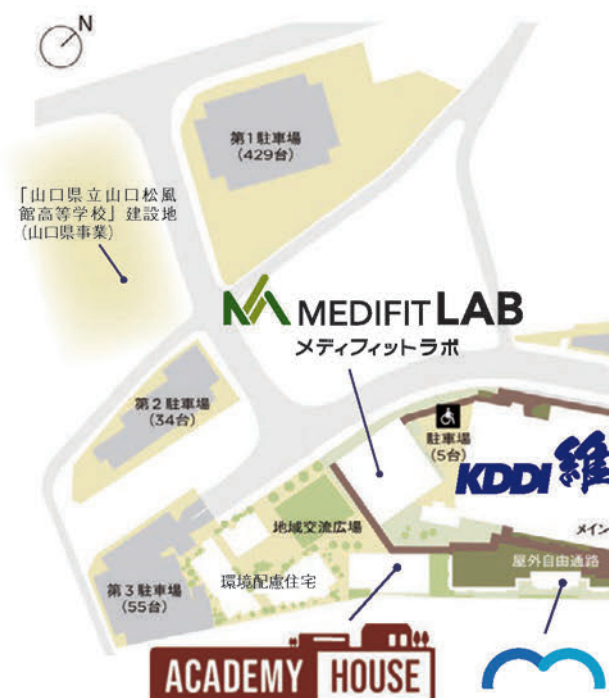 N
第1駐車場
(429台)
「山口県立山口松風
館高等学校」建設地
(山口県事業)
MEDIFIT LAB
メディフィットラボ
第2駐車場
(34台)
駐車場
(5台)
KDDI 維
地域交流広場
メイン
屋外自由通路
環境配慮住宅
第3駐車場
(55台)
ACADEMY HOUSE